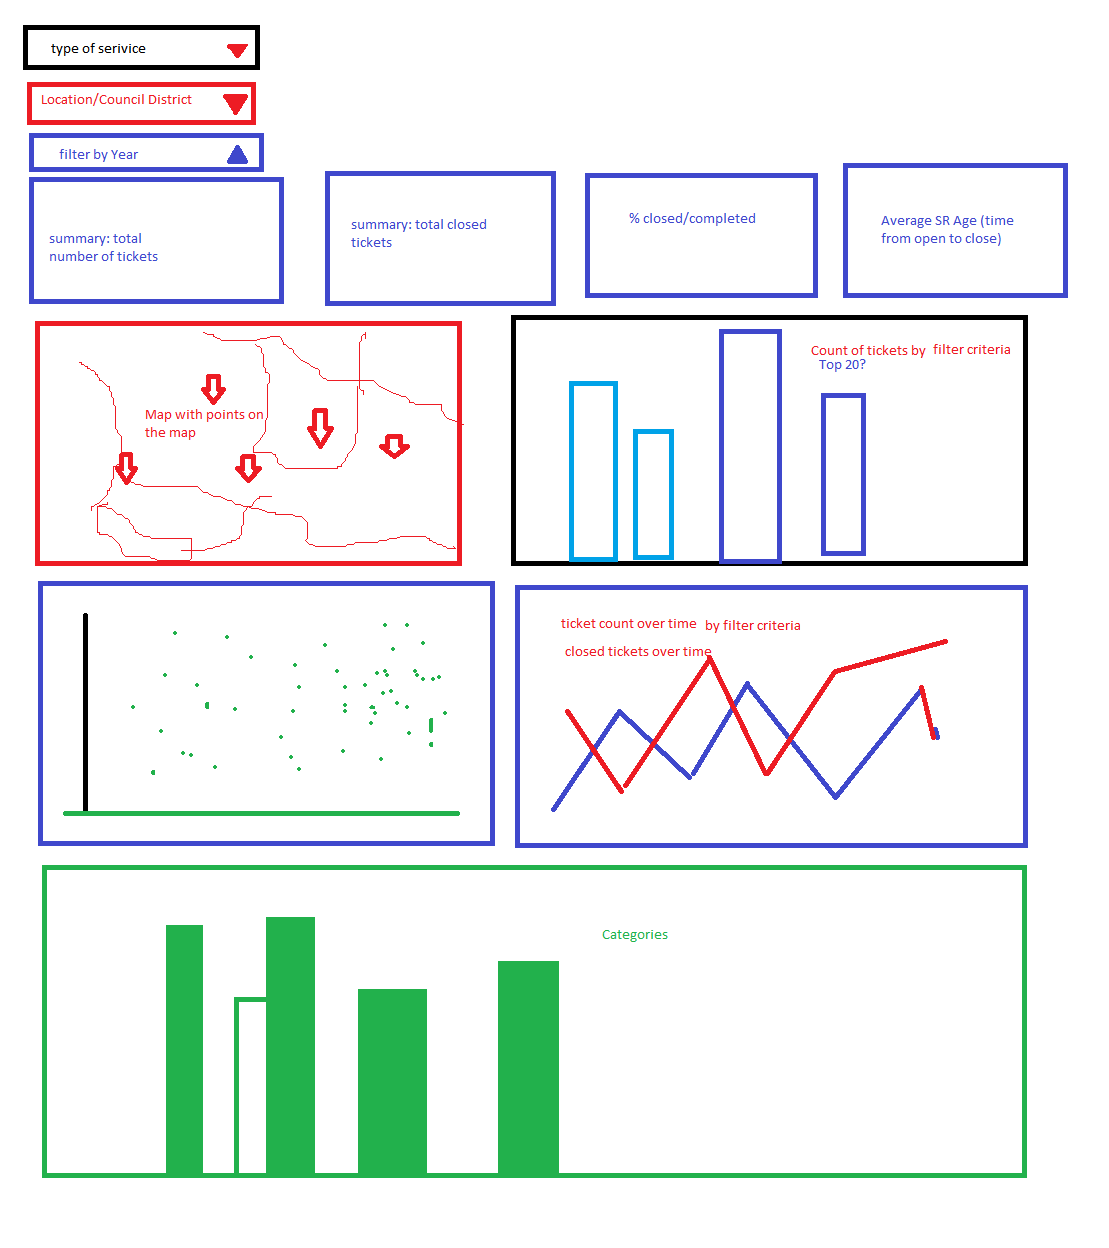 type of serivice
Location/Council District
filter by Year
summary: total
number of tickets
summary: total closed
tickets
% closed/completed
Average SR Age (time
from open to close)
Map with points on
the map
Count of tickets by filter criteria
Top 20?
ticket count over time by filter criteria
closed tickets over time
Categories